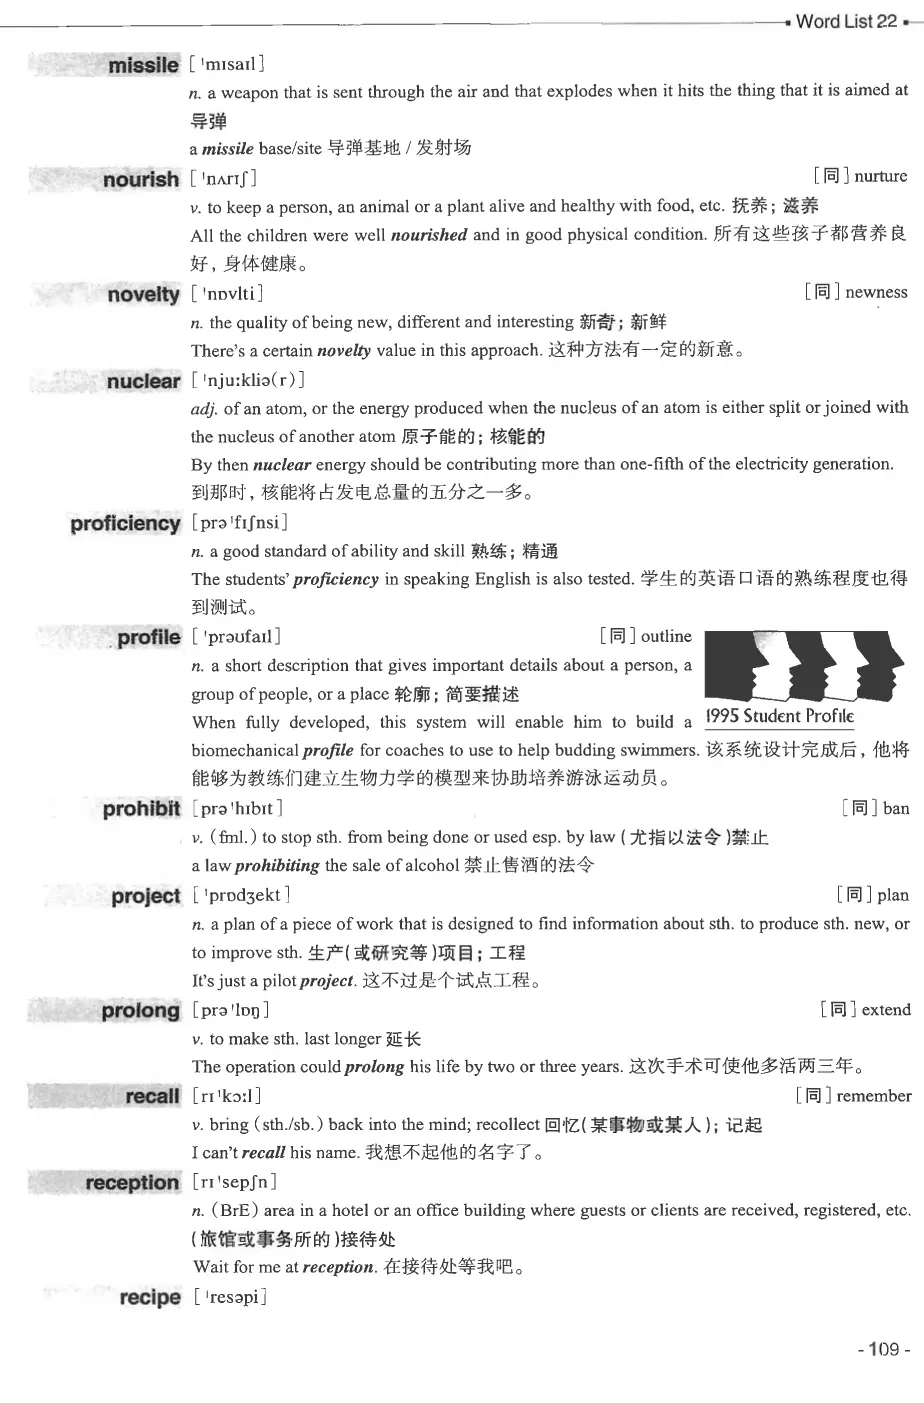 Word List 22
missile [ ˈmɪsaɪl ]
n. a weapon that is sent through the air and that explodes when it hits the thing that it is aimed at
导弹
a missile base/site 导弹基地 / 发射场
nourish [ ˈnʌrɪʃ ] [ 同 ] nurture
v. to keep a person, an animal or a plant alive and healthy with food, etc. 抚养；滋养
All the children were well nourished and in good physical condition. 所有这些孩子都营养良
好，身体健康。
novelty [ ˈnɒvlti ] [ 同 ] newness
n. the quality of being new, different and interesting 新奇；新鲜
There's a certain novelty value in this approach. 这种方法有一定的新意。
nuclear [ ˈnjuːkliə(r) ]
adj. of an atom, or the energy produced when the nucleus of an atom is either split or joined with
the nucleus of another atom 原子能的；核能的
By then nuclear energy should be contributing more than one-fifth of the electricity generation.
到那时，核能将占发电总量的五分之一多。
proficiency [ prəˈfɪʃnsi ]
n. a good standard of ability and skill 熟练；精通
The students' proficiency in speaking English is also tested. 学生的英语口语的熟练程度也得
到测试。
profile [ ˈprəʊfaɪl ] [ 同 ] outline
n. a short description that gives important details about a person, a
group of people, or a place 轮廓；简要描述
When fully developed, this system will enable him to build a
1995 Student Profile
biomechanical profile for coaches to use to help budding swimmers. 该系统设计完成后，他将
能够为教练们建立生物力学的模型来协助培养游泳运动员。
prohibit [ prəˈhɪbɪt ] [ 同 ] ban
v. (fml.) to stop sth. from being done or used esp. by law ( 尤指以法令 )禁止
a law prohibiting the sale of alcohol 禁止售酒的法令
project [ ˈprɒdʒekt ] [ 同 ] plan
n. a plan of a piece of work that is designed to find information about sth. to produce sth. new, or
to improve sth. 生产( 或研究等 )项目；工程
It's just a pilot project. 这不过是个试点工程。
prolong [ prəˈlɒŋ ] [ 同 ] extend
v. to make sth. last longer 延长
The operation could prolong his life by two or three years. 这次手术可使他多活两三年。
recall [ rɪˈkɔːl ] [ 同 ] remember
v. bring (sth./sb.) back into the mind; recollect 回忆( 某事物或某人 )；记起
I can't recall his name. 我想不起他的名字了。
reception [ rɪˈsepʃn ]
n. (BrE) area in a hotel or an office building where guests or clients are received, registered, etc.
( 旅馆或事务所的 )接待处
Wait for me at reception. 在接待处等我吧。
recipe [ ˈresəpi ]
- 109 -